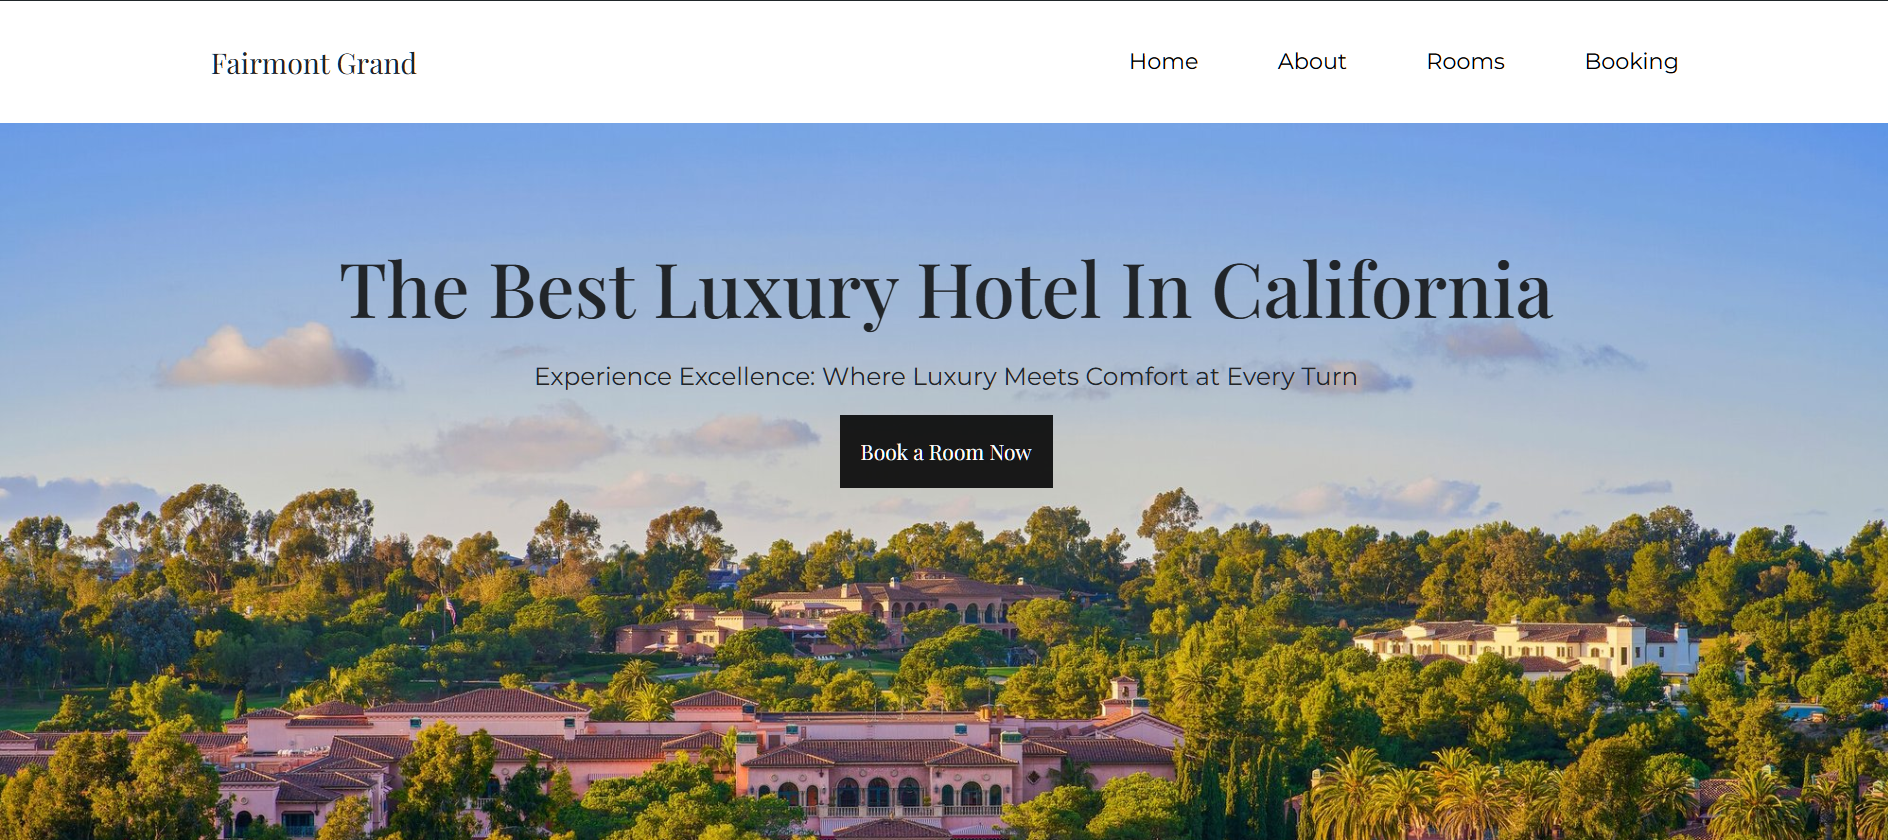 Fairmont Grand
Home About Rooms Booking
The Best Luxury Hotel In California
Experience Excellence: Where Luxury Meets Comfort at Every Turn
Book a Room Now